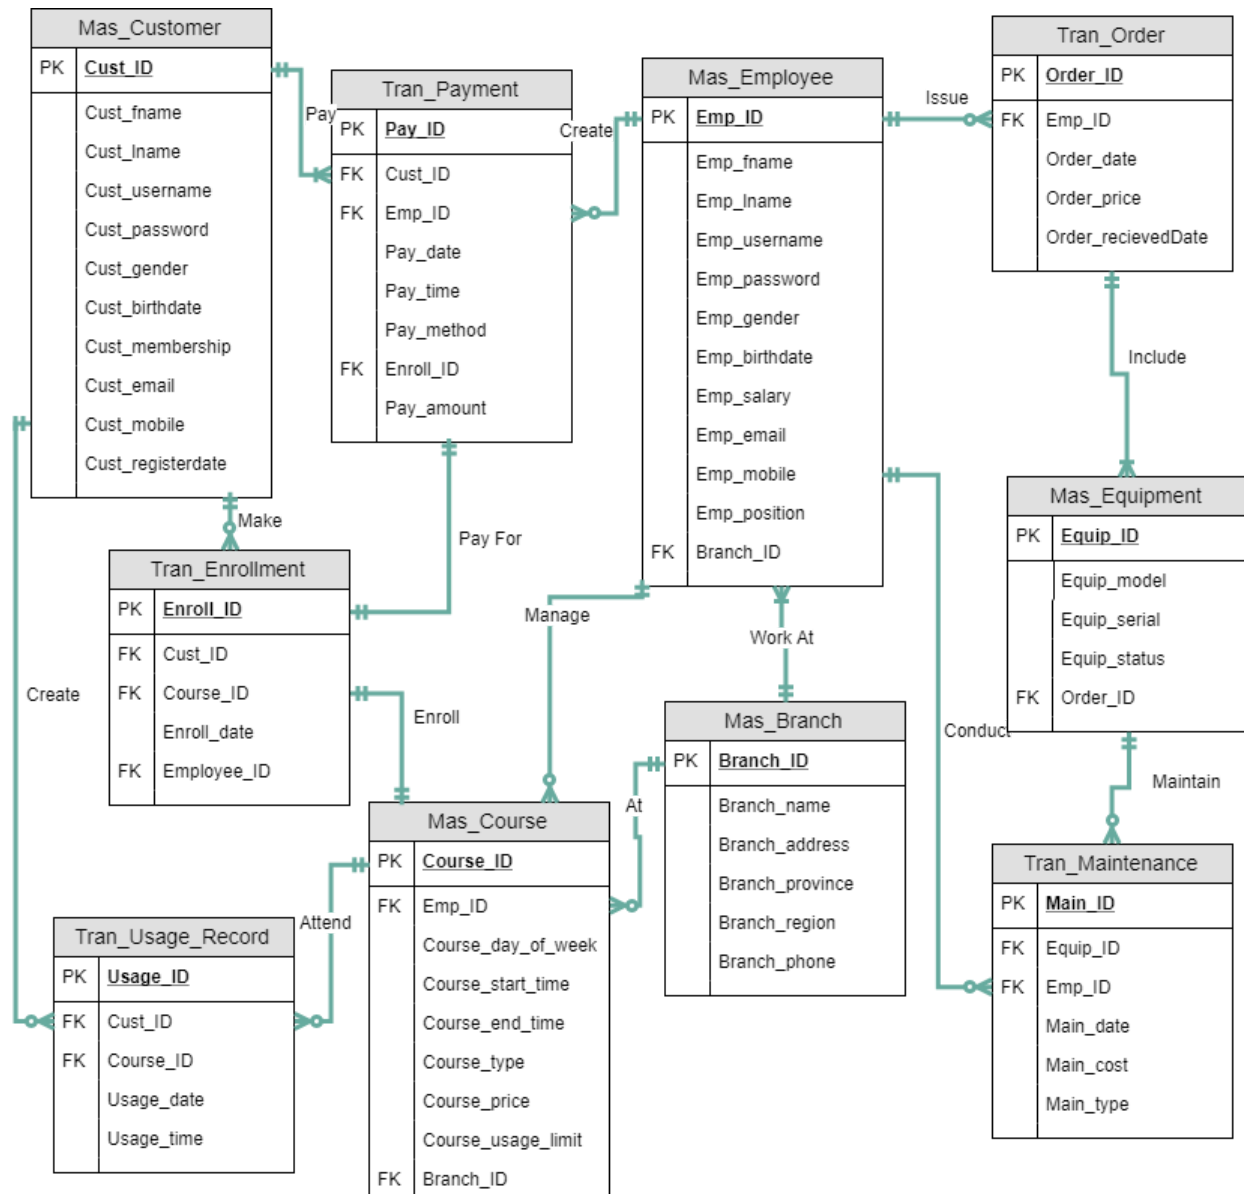 Mas_Customer
PK Cust_ID
Cust_fname
Cust_lname
Cust_username
Cust_password
Cust_gender
Cust_birthdate
Cust_membership
Cust_email
Cust_mobile
Cust_registerdate
Pay
Tran_Payment
PK Pay_ID
FK Cust_ID
FK Emp_ID
Pay_date
Pay_time
Pay_method
FK Enroll_ID
Pay_amount
Create
Mas_Employee
PK Emp_ID
Emp_fname
Emp_lname
Emp_username
Emp_password
Emp_gender
Emp_birthdate
Emp_salary
Emp_email
Emp_mobile
Emp_position
FK Branch_ID
Issue
Tran_Order
PK Order_ID
FK Emp_ID
Order_date
Order_price
Order_recievedDate
Include
Make
Pay For
Manage
Work At
Tran_Enrollment
PK Enroll_ID
FK Cust_ID
FK Course_ID
Enroll_date
FK Employee_ID
Create
Enroll
Mas_Equipment
PK Equip_ID
Equip_model
Equip_serial
Equip_status
FK Order_ID
Conduct
Maintain
Mas_Branch
PK Branch_ID
Branch_name
Branch_address
Branch_province
Branch_region
Branch_phone
At
Mas_Course
PK Course_ID
FK Emp_ID
Course_day_of_week
Course_start_time
Course_end_time
Course_type
Course_price
Course_usage_limit
FK Branch_ID
Attend
Tran_Usage_Record
PK Usage_ID
FK Cust_ID
FK Course_ID
Usage_date
Usage_time
Tran_Maintenance
PK Main_ID
FK Equip_ID
FK Emp_ID
Main_date
Main_cost
Main_type